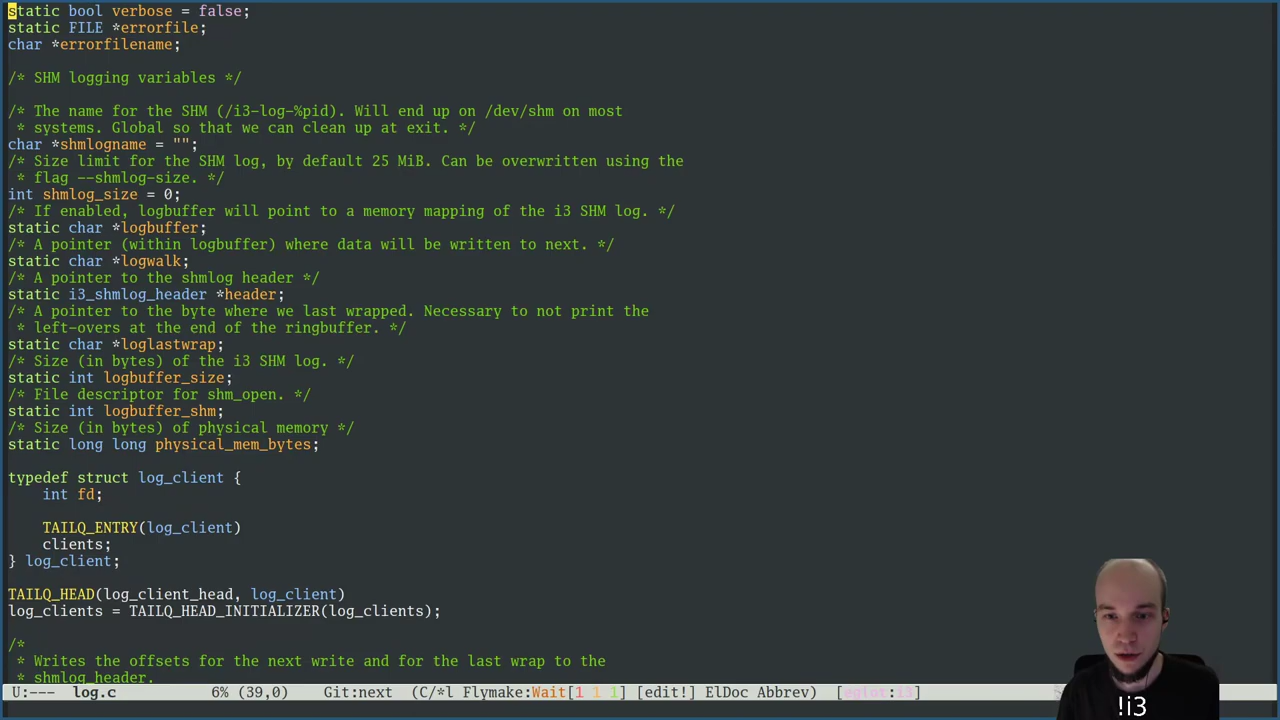 static bool verbose = false;
static FILE *errorfile;
char *errorfilename;
/* SHM logging variables */
/* The name for the SHM (/i3-log-%pid). Will end up on /dev/shm on most
 * systems. Global so that we can clean up at exit. */
char *shmlogname = "";
/* Size limit for the SHM log, by default 25 MiB. Can be overwritten using the
 * flag --shmlog-size. */
int shmlog_size = 0;
/* If enabled, logbuffer will point to a memory mapping of the i3 SHM log. */
static char *logbuffer;
/* A pointer (within logbuffer) where data will be written to next. */
static char *logwalk;
/* A pointer to the shmlog header */
static i3_shmlog_header *header;
/* A pointer to the byte where we last wrapped. Necessary to not print the
 * left-overs at the end of the ringbuffer. */
static char *loglastwrap;
/* Size (in bytes) of the i3 SHM log. */
static int logbuffer_size;
/* File descriptor for shm_open. */
static int logbuffer_shm;
/* Size (in bytes) of physical memory */
static long long physical_mem_bytes;
typedef struct log_client {
    int fd;
    TAILQ_ENTRY(log_client)
    clients;
} log_client;
TAILQ_HEAD(log_client_head, log_client)
log_clients = TAILQ_HEAD_INITIALIZER(log_clients);
/*
 * Writes the offsets for the next write and for the last wrap to the
 * shmlog_header.
U:--- log.c 6% (39,0) Git:next (C/*l Flymake:Wait[1 1 1] [edit!] ElDoc Abbrev) [eglot:i3]
!i3